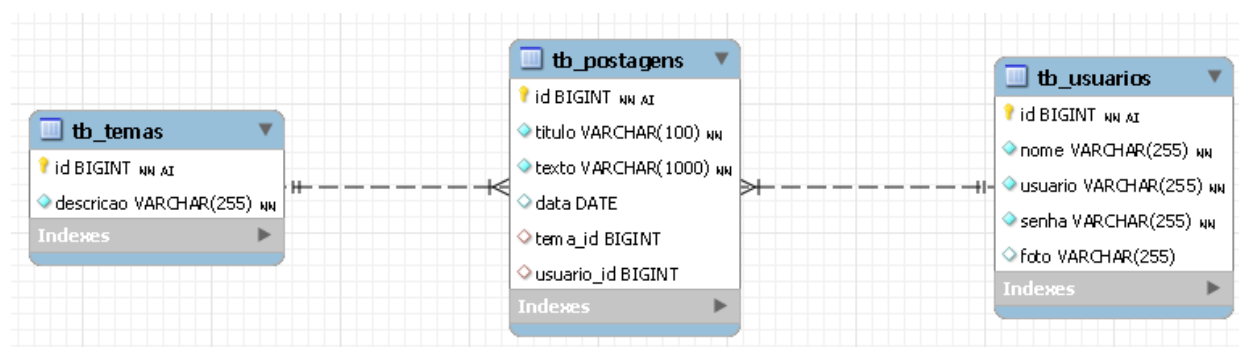 tb_temas
id BIGINT NN AI
descricao VARCHAR(255) NN
Indexes
tb_postagens
id BIGINT NN AI
titulo VARCHAR(100) NN
texto VARCHAR(1000) NN
data DATE
tema_id BIGINT
usuario_id BIGINT
Indexes
tb_usuarios
id BIGINT NN AI
nome VARCHAR(255) NN
usuario VARCHAR(255) NN
senha VARCHAR(255) NN
foto VARCHAR(255)
Indexes